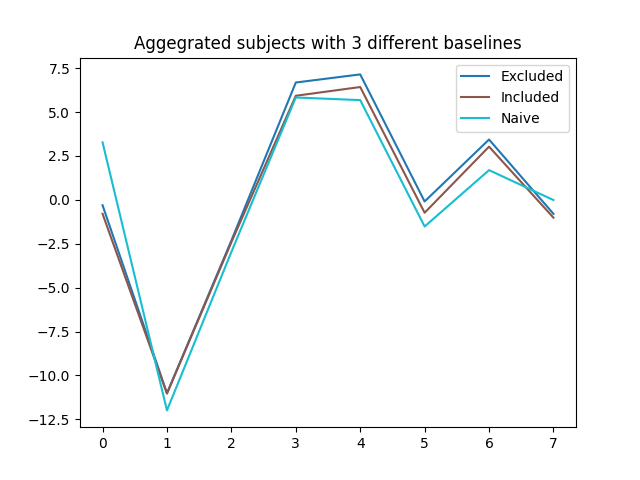 Aggegrated subjects with 3 different baselines
7.5
5.0
2.5
0.0
−2.5
−5.0
−7.5
−10.0
−12.5
Excluded
Included
Naive
0 1 2 3 4 5 6 7